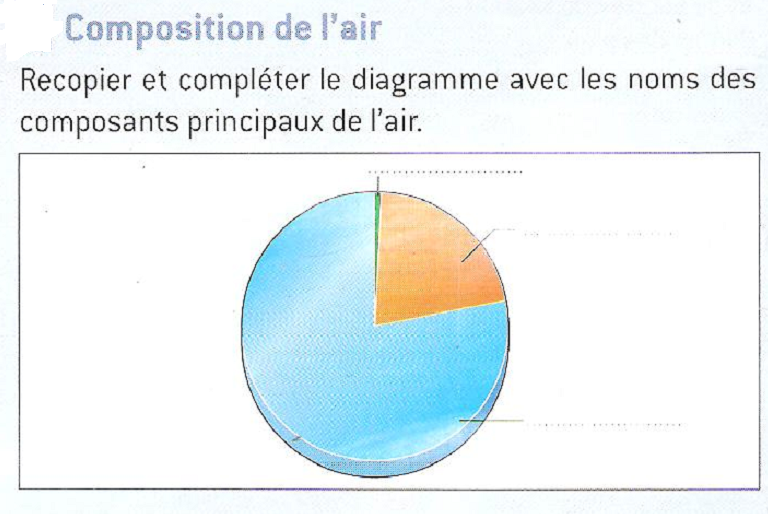 Composition de l'air
Recopier et compléter le diagramme avec les noms des
composants principaux de l'air.